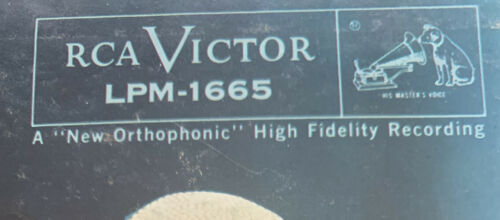 RCA VICTOR
LPM-1665
®
HIS MASTER'S VOICE
A "New Orthophonic" High Fidelity Recording